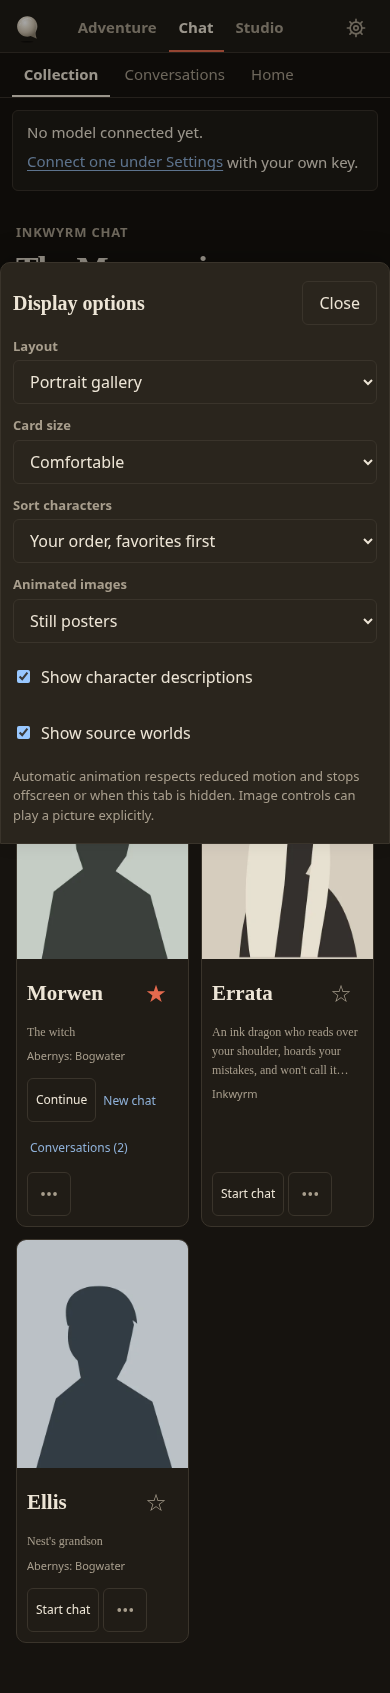 Adventure Chat Studio
Collection Conversations Home
No model connected yet.
Connect one under Settings with your own key.
INKWYRM CHAT
Display options
Close
Layout
Portrait gallery
Card size
Comfortable
Sort characters
Your order, favorites first
Animated images
Still posters
Show character descriptions
Show source worlds
Automatic animation respects reduced motion and stops
offscreen or when this tab is hidden. Image controls can
play a picture explicitly.
Morwen
The witch
Abernys: Bogwater
Continue New chat
Conversations (2)
Errata
An ink dragon who reads over
your shoulder, hoards your
mistakes, and won't call it…
Inkwyrm
Start chat
Ellis
Nest's grandson
Abernys: Bogwater
Start chat